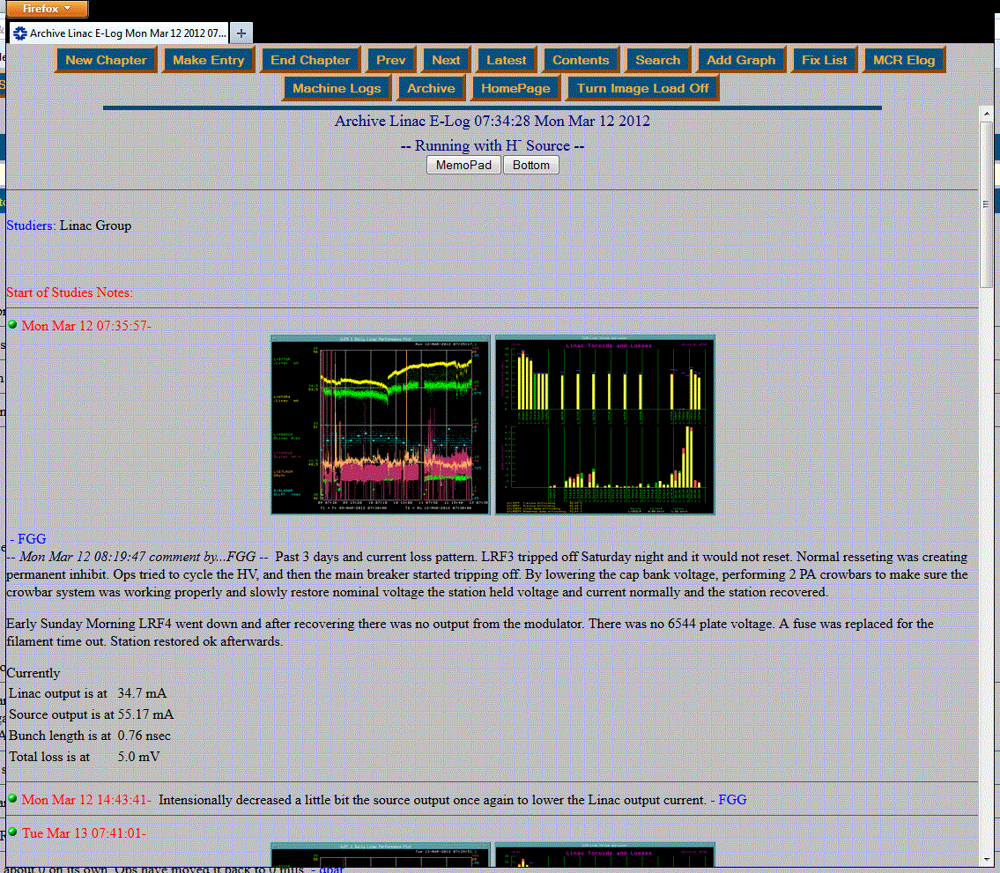 Firefox
Archive Linac E-Log Mon Mar 12 2012 07... +
New Chapter Make Entry End Chapter Prev Next Latest Contents Search Add Graph Fix List MCR Elog
Machine Logs Archive HomePage Turn Image Load Off
Archive Linac E-Log 07:34:28 Mon Mar 12 2012
-- Running with H⁻ Source --
MemoPad Bottom
Studiers: Linac Group
Start of Studies Notes:
Mon Mar 12 07:35:57-
Linac Toroids and Losses
- FGG
-- Mon Mar 12 08:19:47 comment by...FGG -- Past 3 days and current loss pattern. LRF3 tripped off Saturday night and it would not reset. Normal resseting was creating
permanent inhibit. Ops tried to cycle the HV, and then the main breaker started tripping off. By lowering the cap bank voltage, performing 2 PA crowbars to make sure the
crowbar system was working properly and slowly restore nominal voltage the station held voltage and current normally and the station recovered.
Early Sunday Morning LRF4 went down and after recovering there was no output from the modulator. There was no 6544 plate voltage. A fuse was replaced for the
filament time out. Station restored ok afterwards.
Currently
Linac output is at 34.7 mA
Source output is at 55.17 mA
Bunch length is at 0.76 nsec
Total loss is at 5.0 mV
Mon Mar 12 14:43:41- Intensionally decreased a little bit the source output once again to lower the Linac output current. - FGG
Tue Mar 13 07:41:01-
Linac Toroids and Losses
about 0 on its own. Ops have moved it back to 0 mils. - dbar